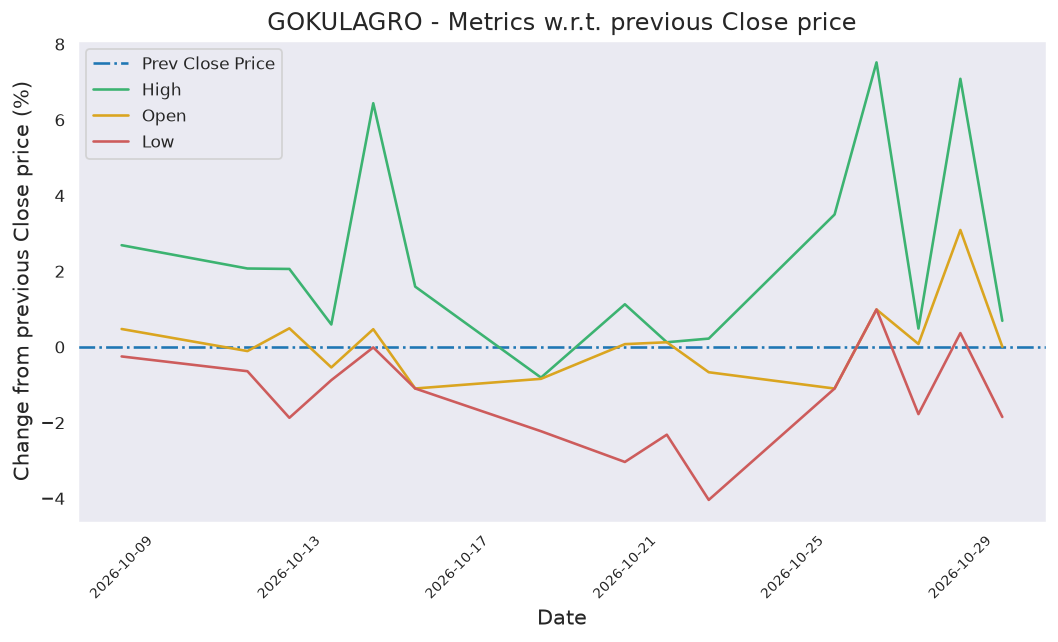 GOKULAGRO - Metrics w.r.t. previous Close price
Change from previous Close price (%)
8
6
4
2
0
−2
−4
Prev Close Price
High
Open
Low
2026-10-09
2026-10-13
2026-10-17
2026-10-21
2026-10-25
2026-10-29
Date